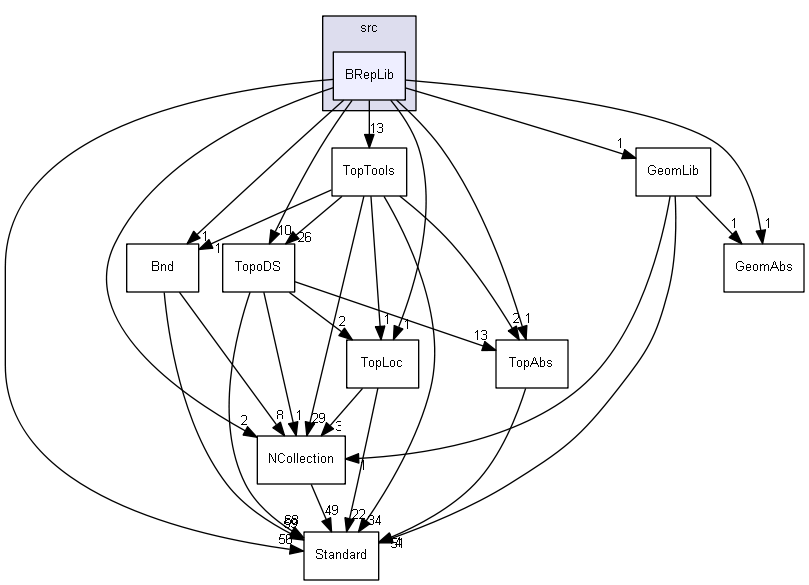 src
BRepLib
13
1
TopTools
GeomLib
1
1
10
26
1
1
Bnd
TopoDS
GeomAbs
2
1
1
13
2
1
TopLoc
TopAbs
2
8
1
29
3
NCollection
1
49
22
34
Standard